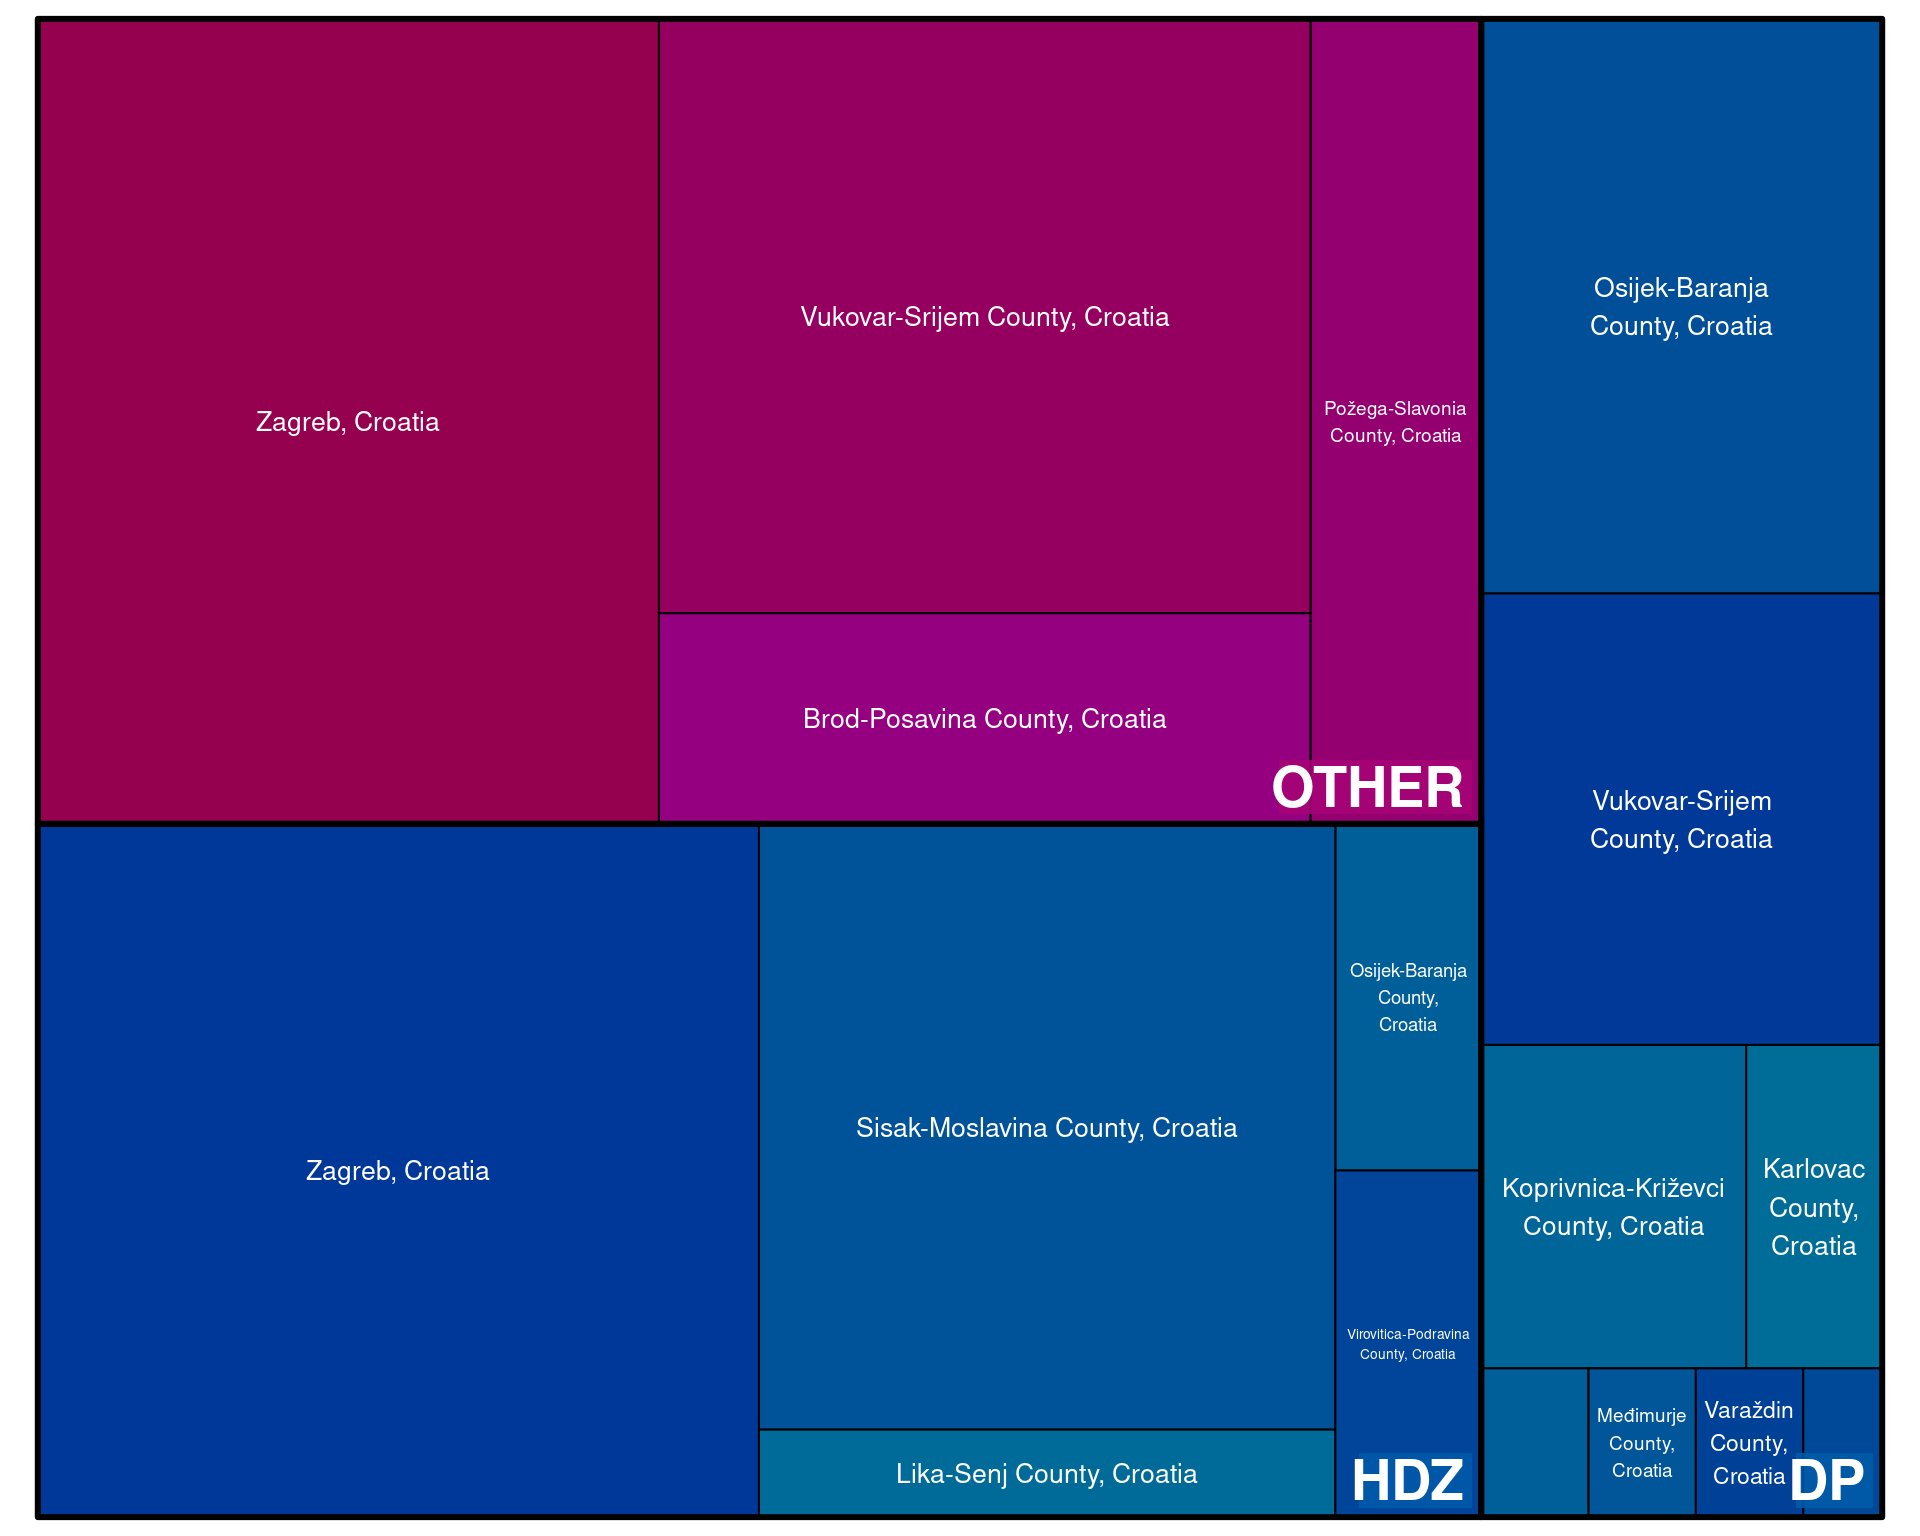 Zagreb, Croatia
Vukovar-Srijem County, Croatia
Požega-Slavonia
County, Croatia
Brod-Posavina County, Croatia
OTHER
Osijek-Baranja
County, Croatia
Vukovar-Srijem
County, Croatia
Zagreb, Croatia
Sisak-Moslavina County, Croatia
Osijek-Baranja
County,
Croatia
Virovitica-Podravina
County, Croatia
Lika-Senj County, Croatia
HDZ
Koprivnica-Križevci
County, Croatia
Karlovac
County,
Croatia
Međimurje
County,
Croatia
Varaždin
County,
Croatia
DP